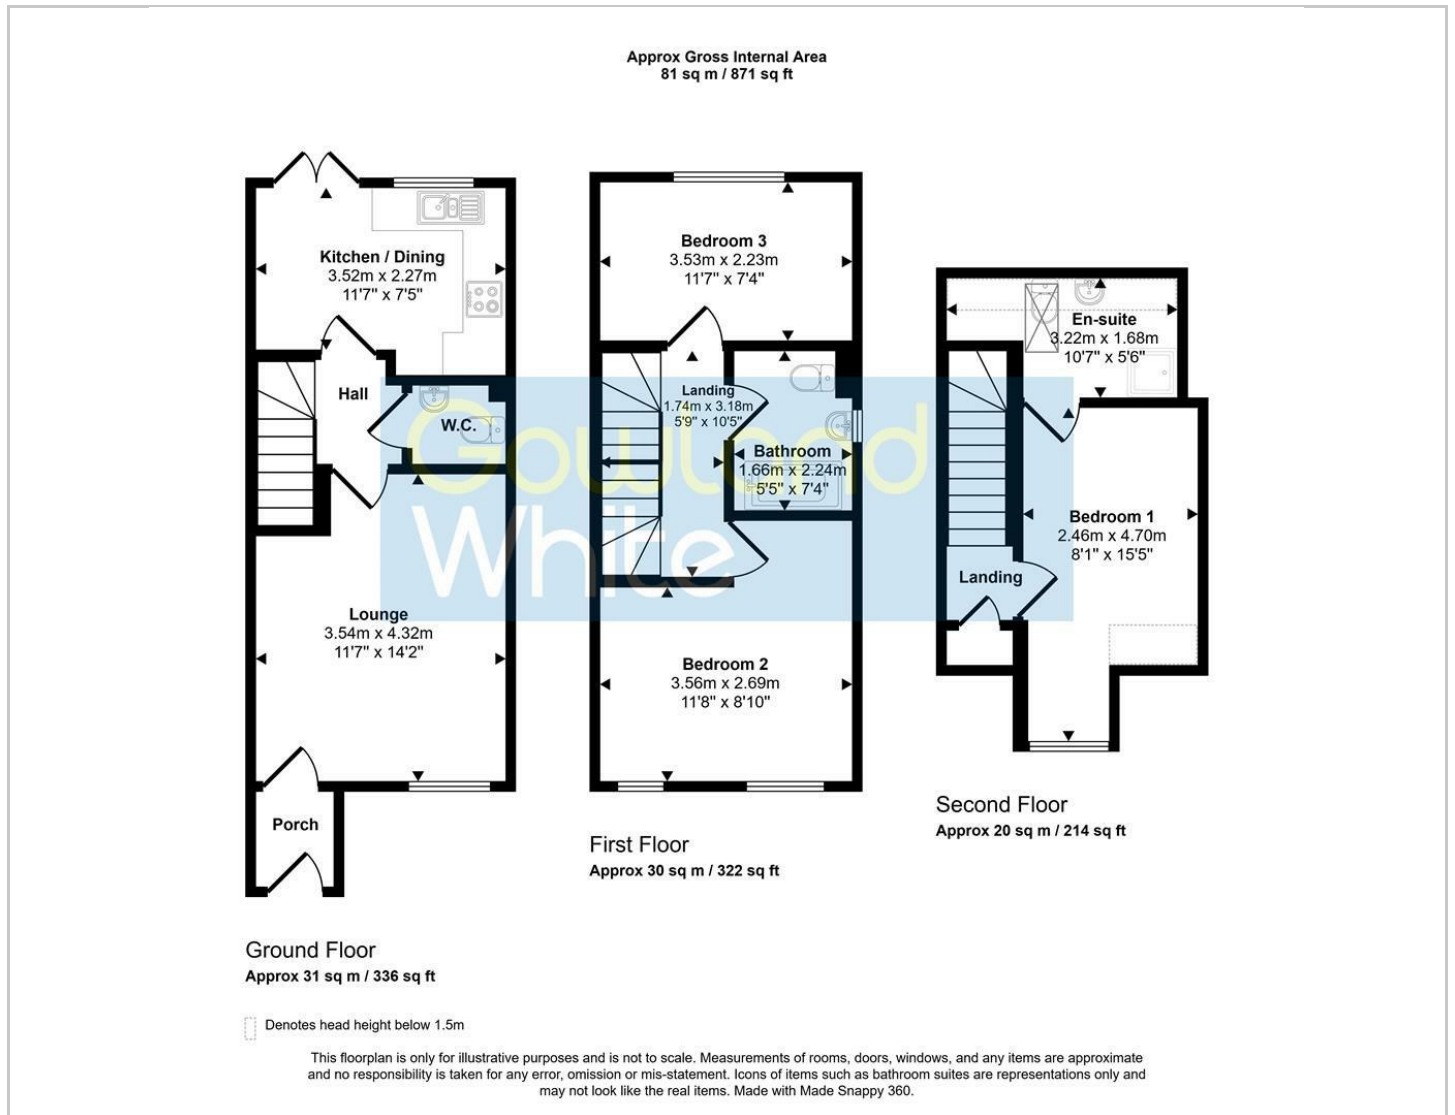 Approx Gross Internal Area
81 sq m / 871 sq ft
Kitchen / Dining
3.52m x 2.27m
11'7" x 7'5"
Hall
W.C.
Lounge
3.54m x 4.32m
11'7" x 14'2"
Porch
Ground Floor
Approx 31 sq m / 336 sq ft
Bedroom 3
3.53m x 2.23m
11'7" x 7'4"
Landing
1.74m x 3.18m
5'9" x 10'5"
Bathroom
1.66m x 2.24m
5'5" x 7'4"
Bedroom 2
3.56m x 2.69m
11'8" x 8'10"
First Floor
Approx 30 sq m / 322 sq ft
En-suite
3.22m x 1.68m
10'7" x 5'6"
Bedroom 1
2.46m x 4.70m
8'1" x 15'5"
Landing
Second Floor
Approx 20 sq m / 214 sq ft
Gowland
White
Denotes head height below 1.5m
This floorplan is only for illustrative purposes and is not to scale. Measurements of rooms, doors, windows, and any items are approximate
and no responsibility is taken for any error, omission or mis-statement. Icons of items such as bathroom suites are representations only and
may not look like the real items. Made with Made Snappy 360.